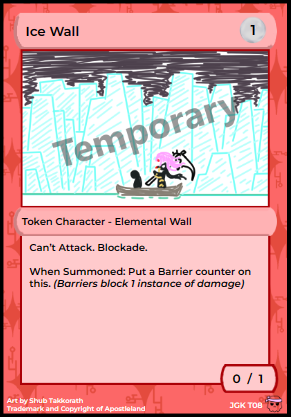 Ice Wall
1
Temporary
Token Character - Elemental Wall
Can't Attack. Blockade.
When Summoned: Put a Barrier counter on
this. (Barriers block 1 instance of damage)
0 / 1
Art by Shub Takkorath
Trademark and Copyright of Apostleland
JGK T08